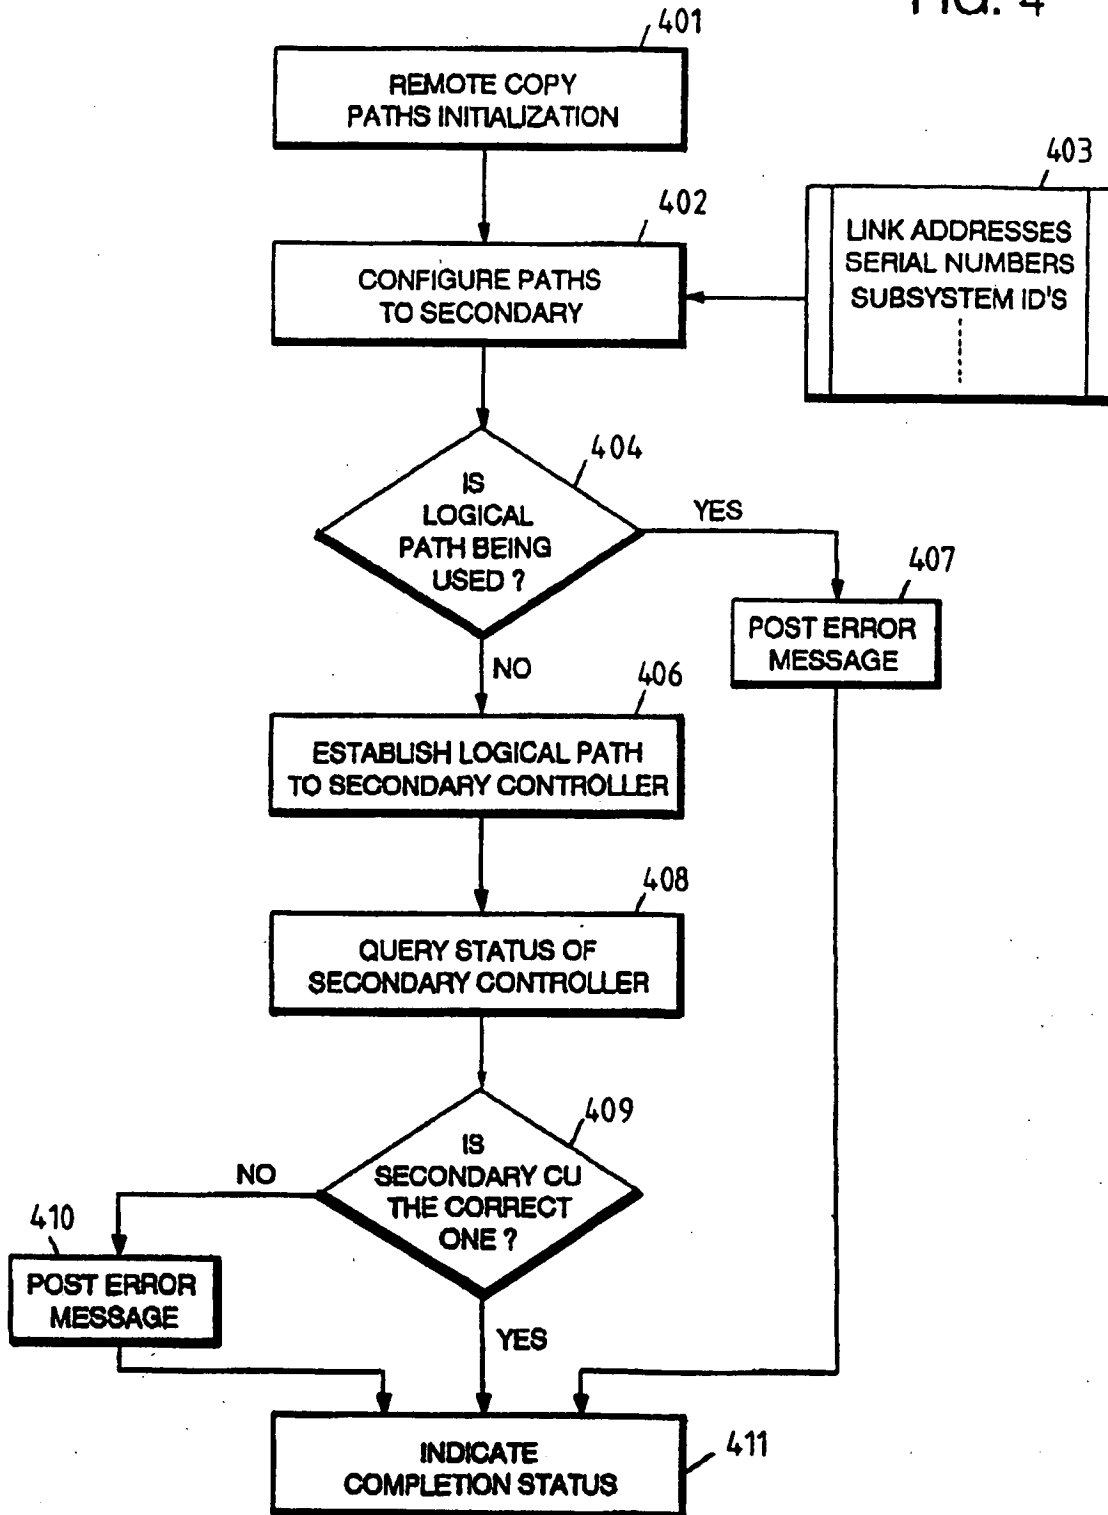 FIG. 4
401
REMOTE COPY
PATHS INITIALIZATION
402
CONFIGURE PATHS
TO SECONDARY
403
LINK ADDRESSES
SERIAL NUMBERS
SUBSYSTEM ID'S
404
IS
LOGICAL
PATH BEING
USED ?
YES
NO
407
POST ERROR
MESSAGE
406
ESTABLISH LOGICAL PATH
TO SECONDARY CONTROLLER
408
QUERY STATUS OF
SECONDARY CONTROLLER
409
IS
SECONDARY CU
THE CORRECT
ONE ?
NO
YES
410
POST ERROR
MESSAGE
411
INDICATE
COMPLETION STATUS